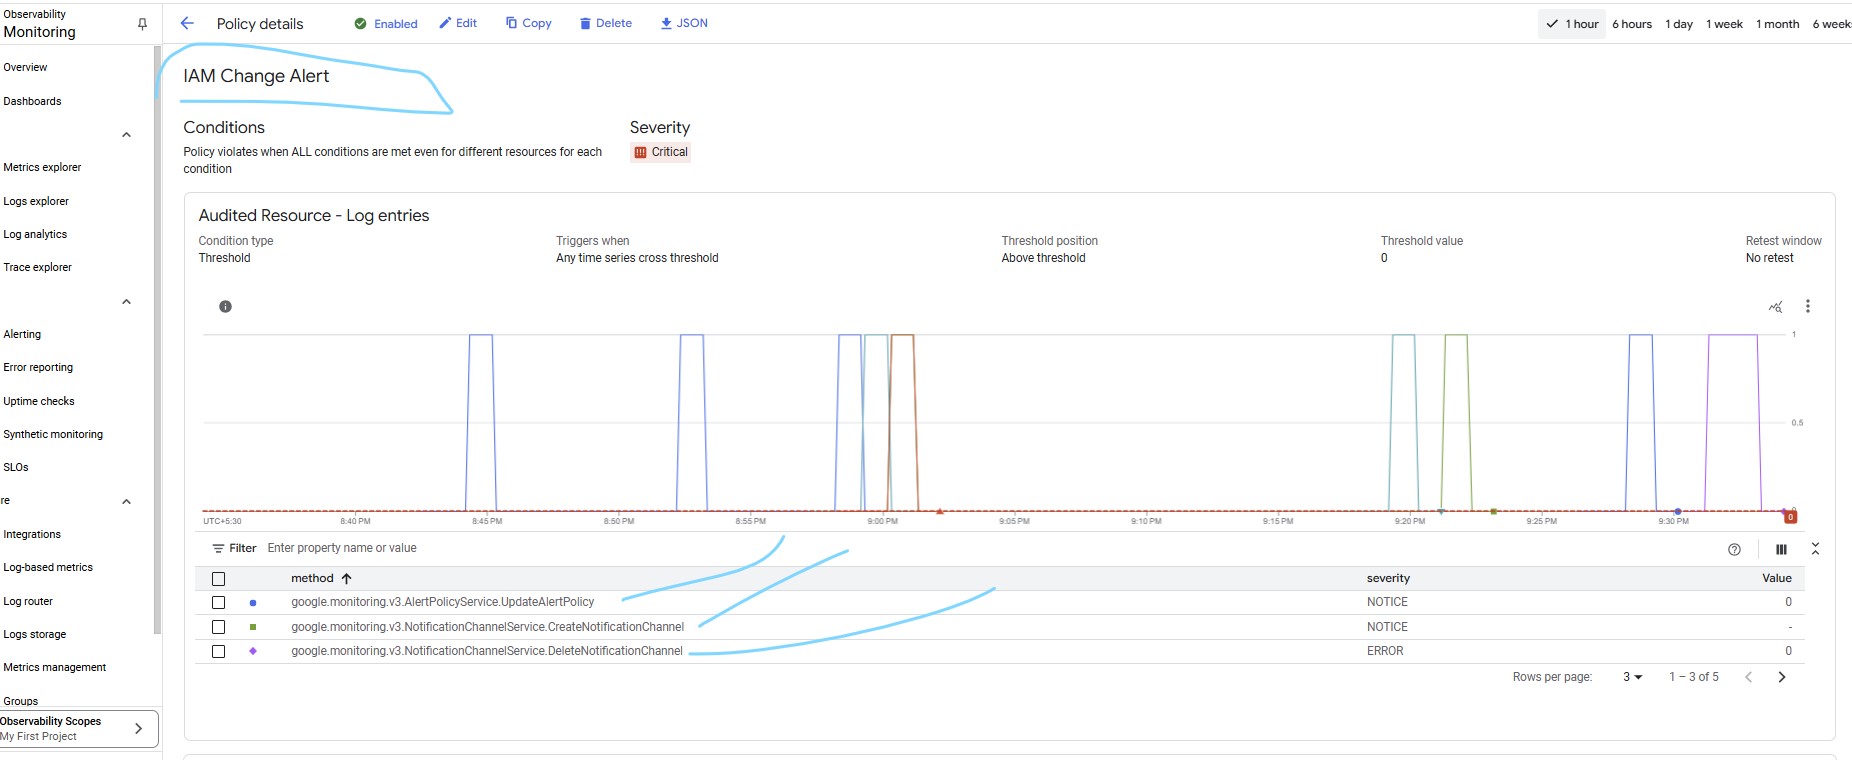 Observability
Monitoring
Overview
Dashboards
Metrics explorer
Logs explorer
Log analytics
Trace explorer
Alerting
Error reporting
Uptime checks
Synthetic monitoring
SLOs
re
Integrations
Log-based metrics
Log router
Logs storage
Metrics management
Groups
Observability Scopes
My First Project
Policy details
Enabled
Edit
Copy
Delete
JSON
1 hour
6 hours
1 day
1 week
1 month
6 week
IAM Change Alert
Conditions
Policy violates when ALL conditions are met even for different resources for each
condition
Severity
Critical
Audited Resource - Log entries
Condition type
Threshold
Triggers when
Any time series cross threshold
Threshold position
Above threshold
Threshold value
0
Retest window
No retest
1
0.5
0
0
UTC+5:30
8:40 PM
8:45 PM
8:50 PM
8:55 PM
9:00 PM
9:05 PM
9:10 PM
9:15 PM
9:20 PM
9:25 PM
9:30 PM
Filter Enter property name or value
method severity Value
google.monitoring.v3.AlertPolicyService.UpdateAlertPolicy NOTICE 0
google.monitoring.v3.NotificationChannelService.CreateNotificationChannel NOTICE -
google.monitoring.v3.NotificationChannelService.DeleteNotificationChannel ERROR 0
Rows per page: 3 1 – 3 of 5